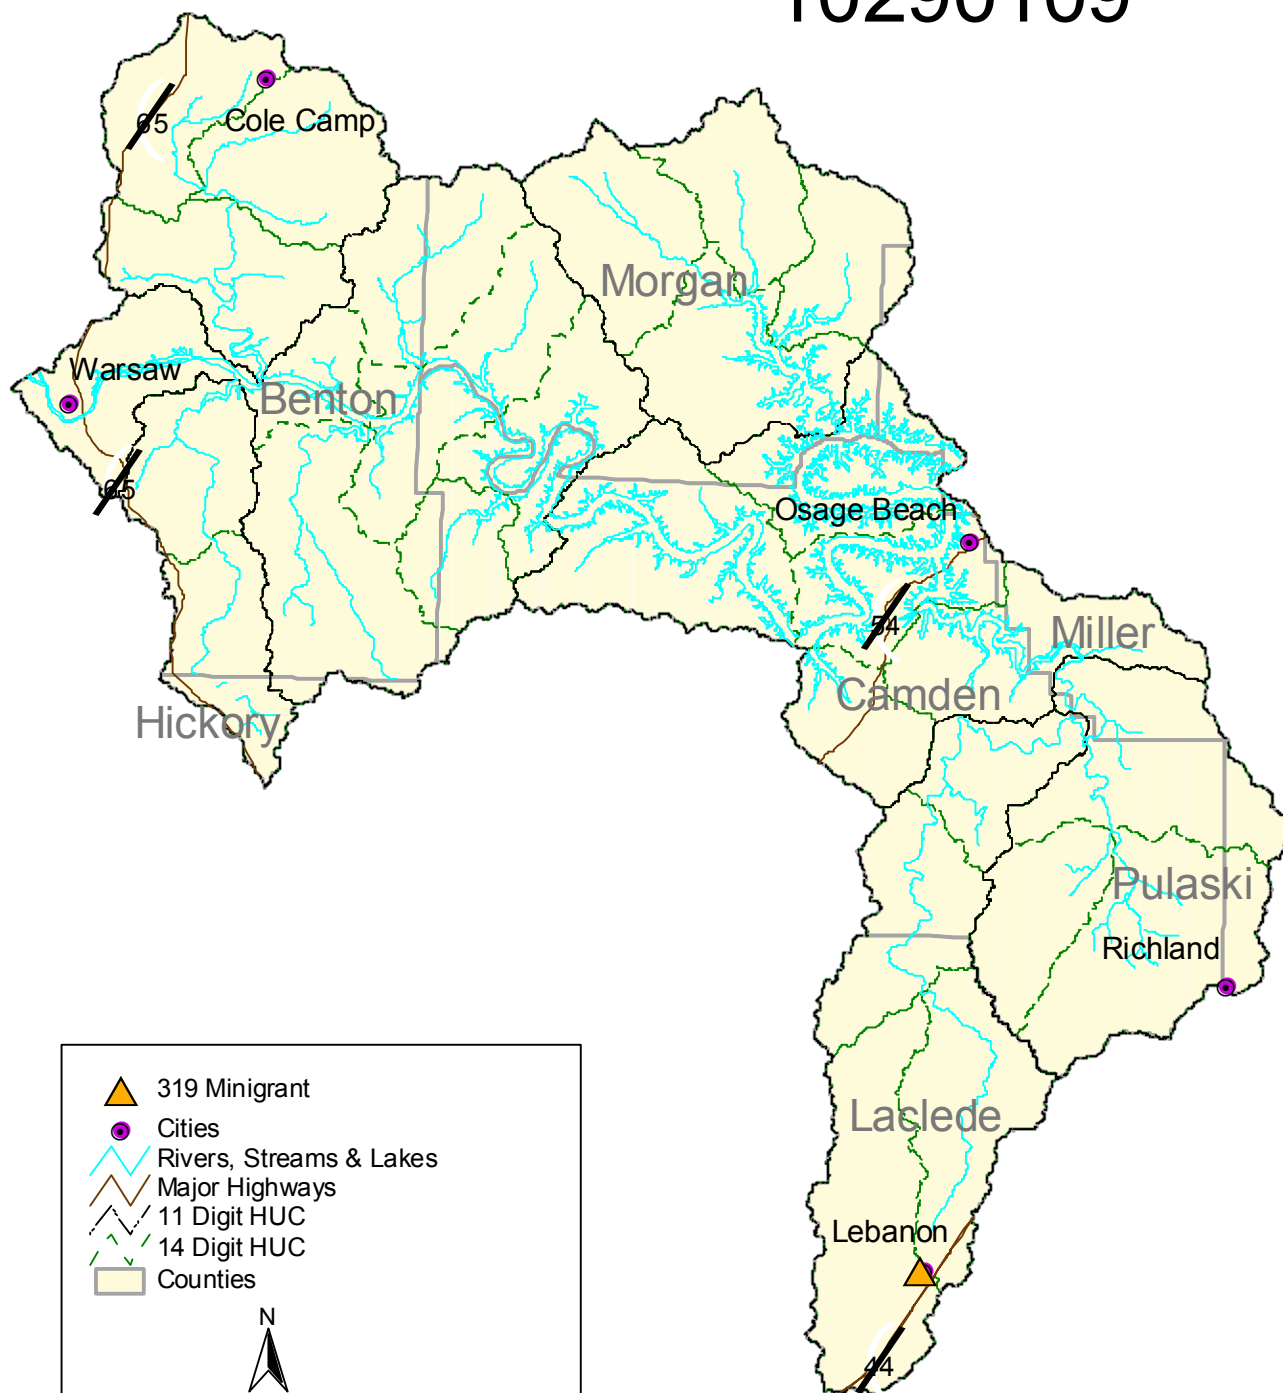 10290109
65
Cole Camp
Morgan
Warsaw
Benton
65
Osage Beach
54
Miller
Camden
Hickory
Pulaski
Richland
Laclede
Lebanon
44
319 Minigrant
Cities
Rivers, Streams & Lakes
Major Highways
11 Digit HUC
14 Digit HUC
Counties
N